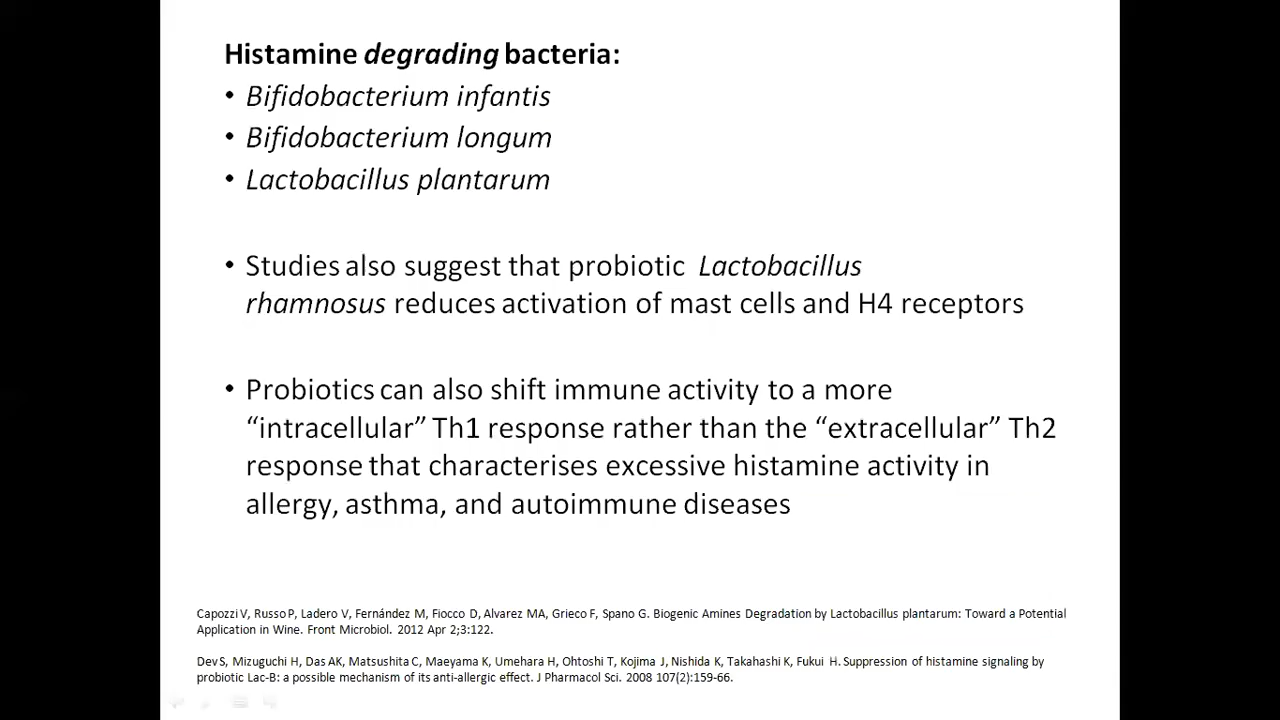 Histamine degrading bacteria:
• Bifidobacterium infantis
• Bifidobacterium longum
• Lactobacillus plantarum
• Studies also suggest that probiotic Lactobacillus
rhamnosus reduces activation of mast cells and H4 receptors
• Probiotics can also shift immune activity to a more
“intracellular” Th1 response rather than the “extracellular” Th2
response that characterises excessive histamine activity in
allergy, asthma, and autoimmune diseases
Capozzi V, Russo P, Ladero V, Fernández M, Fiocco D, Alvarez MA, Grieco F, Spano G. Biogenic Amines Degradation by Lactobacillus plantarum: Toward a Potential
Application in Wine. Front Microbiol. 2012 Apr 2;3:122.
Dev S, Mizuguchi H, Das AK, Matsushita C, Maeyama K, Umehara H, Ohtoshi T, Kojima J, Nishida K, Takahashi K, Fukui H. Suppression of histamine signaling by
probiotic Lac-B: a possible mechanism of its anti-allergic effect. J Pharmacol Sci. 2008 107(2):159-66.